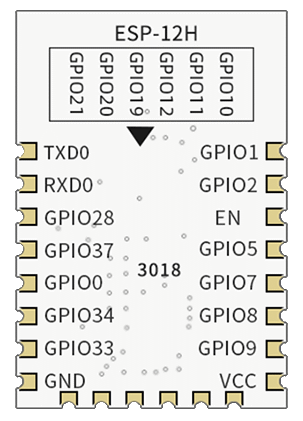 ESP-12H
GPIO21 GPIO20 GPIO19 GPIO12 GPIO11 GPIO10
TXD0 GPIO1
RXD0 GPIO2
GPIO28 EN
GPIO37 GPIO5
3018
GPIO0 GPIO7
GPIO34 GPIO8
GPIO33 GPIO9
GND VCC